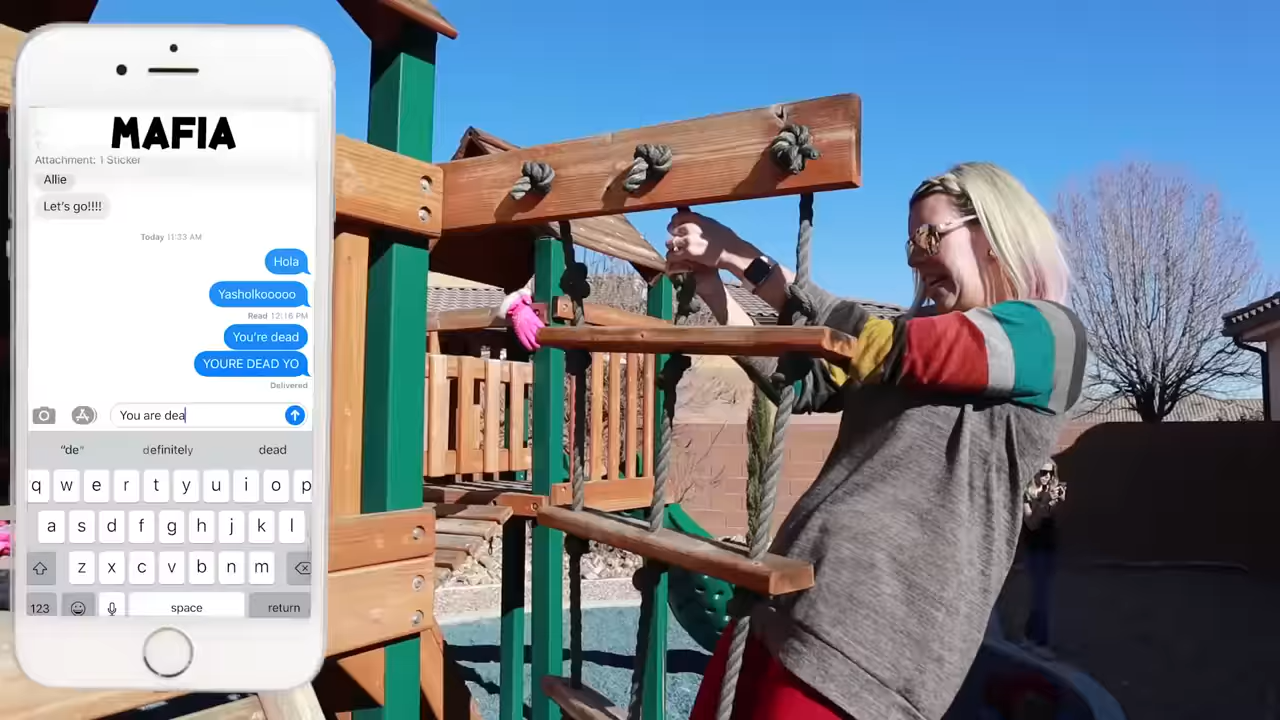 MAFIA
Attachment: 1 Sticker
Allie
Let's go!!!!
Today 11:33 AM
Hola
Yasholkooooo
Read 12:16 PM
You're dead
YOURE DEAD YO
Delivered
You are dea
"de" definitely dead
q w e r t y u i o p
a s d f g h j k l
z x c v b n m
123 space return